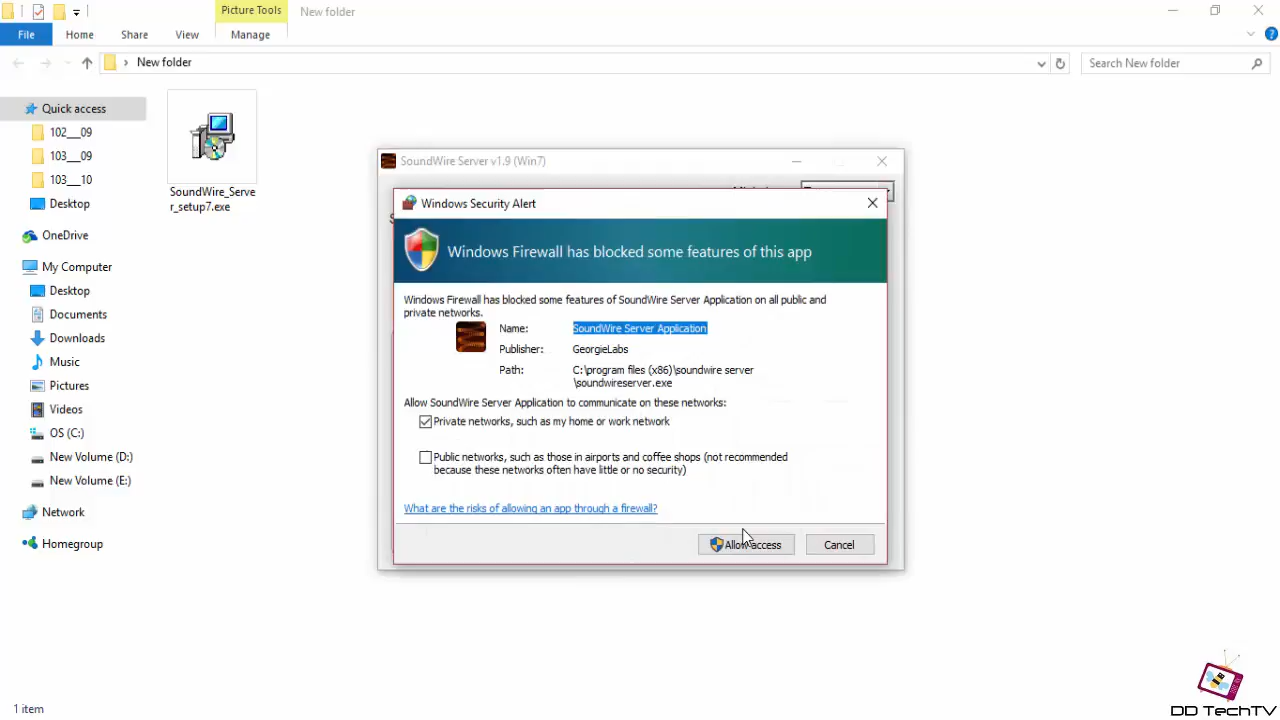 Picture Tools
New folder
File
Home
Share
View
Manage
New folder
Search New folder
Quick access
102___09
103___09
103___10
Desktop
OneDrive
My Computer
Desktop
Documents
Downloads
Music
Pictures
Videos
OS (C:)
New Volume (D:)
New Volume (E:)
Network
Homegroup
SoundWire_Serve
r_setup7.exe
SoundWire Server v1.9 (Win7)
Windows Security Alert
Windows Firewall has blocked some features of this app
Windows Firewall has blocked some features of SoundWire Server Application on all public and
private networks.
Name: SoundWire Server Application
Publisher: GeorgieLabs
Path: C:\program files (x86)\soundwire server
\soundwireserver.exe
Allow SoundWire Server Application to communicate on these networks:
Private networks, such as my home or work network
Public networks, such as those in airports and coffee shops (not recommended
because these networks often have little or no security)
What are the risks of allowing an app through a firewall?
Allow access
Cancel
1 item
DD TechTV